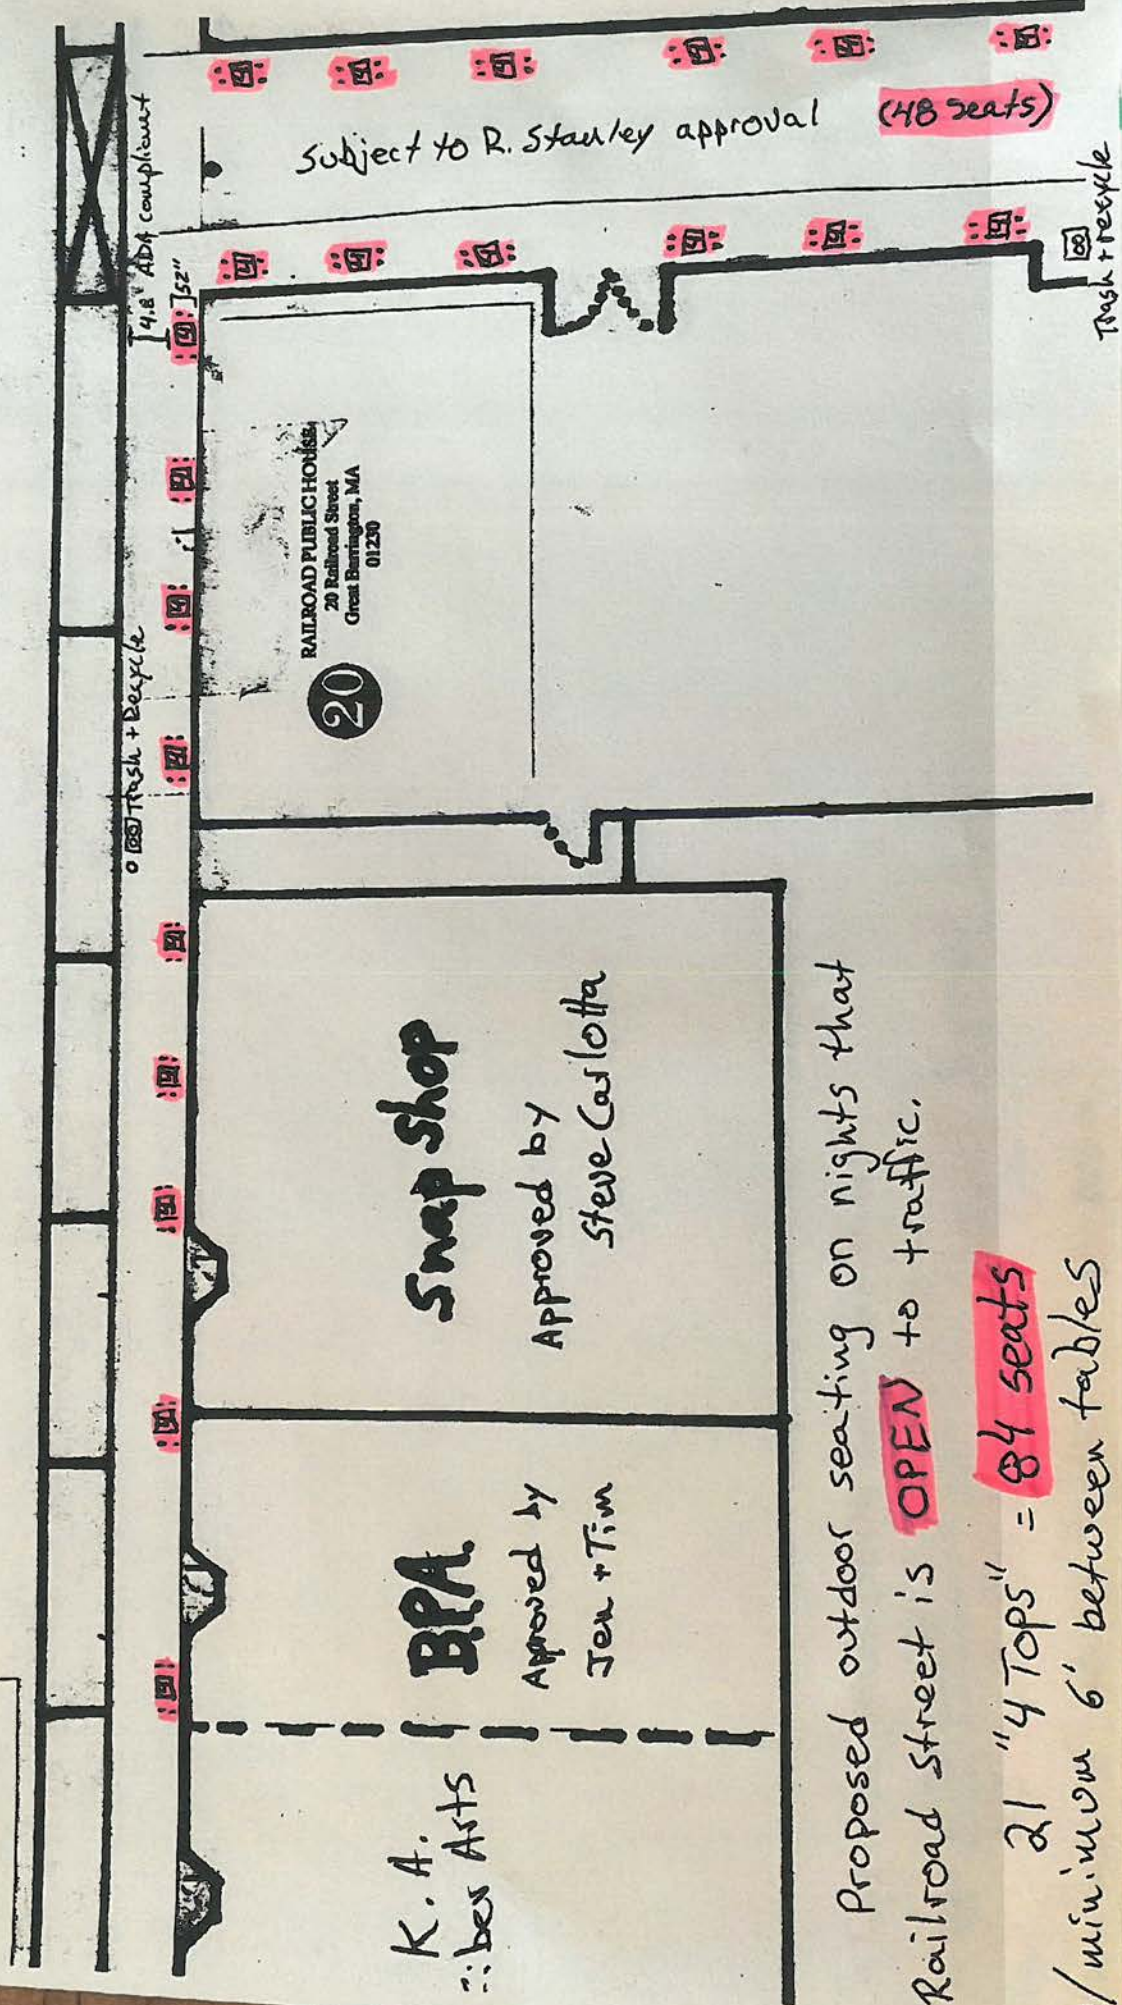 4.8' ADA compliant
]52"
Trash + Recycle
Subject to R. Stanley approval
(48 seats)
Trash + recycle
RAILROAD PUBLIC HOUSE
20 Railroad Street
Great Barrington, MA
01230
20
Snap Shop
Approved by
Steve Carlotta
BPA
Approved by
Jen + Tim
K. A.
Arts
Proposed outdoor seating on nights that
Railroad Street is OPEN to traffic.
21 "4 Tops" = 84 seats
/minimum 6' between tables